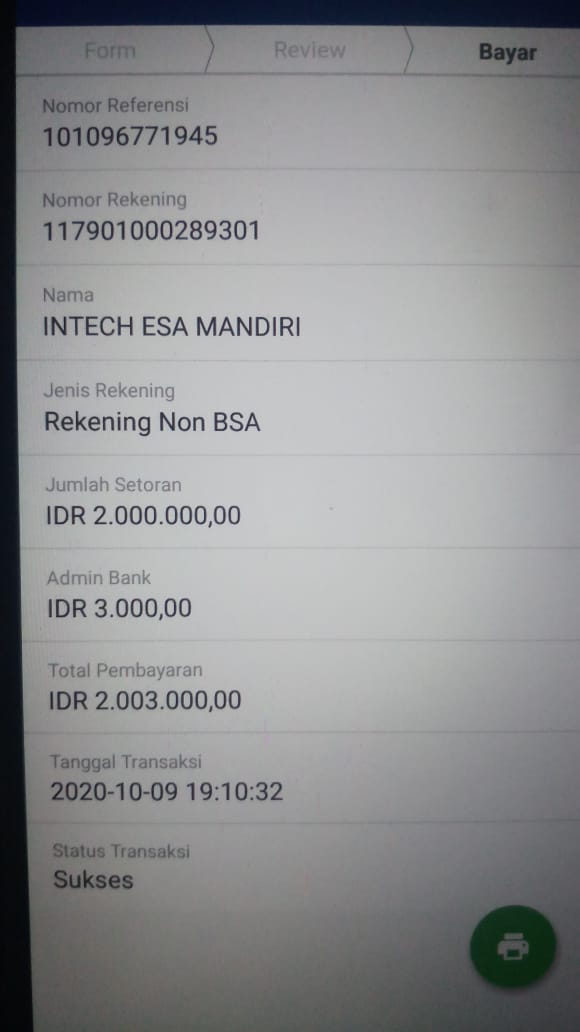 Form
Review
Bayar
Nomor Referensi
101096771945
Nomor Rekening
117901000289301
Nama
INTECH ESA MANDIRI
Jenis Rekening
Rekening Non BSA
Jumlah Setoran
IDR 2.000.000,00
Admin Bank
IDR 3.000,00
Total Pembayaran
IDR 2.003.000,00
Tanggal Transaksi
2020-10-09 19:10:32
Status Transaksi
Sukses